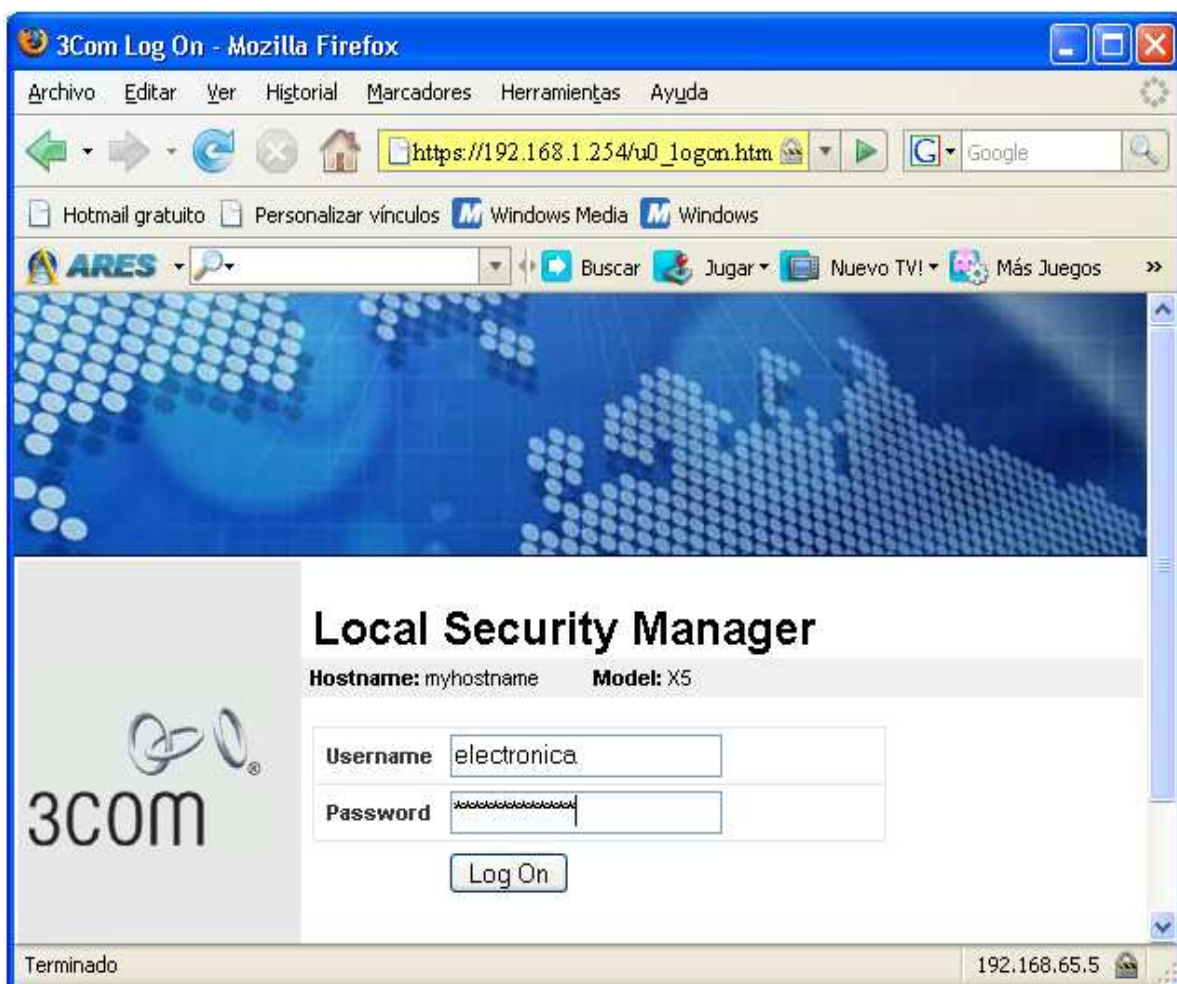 3Com Log On - Mozilla Firefox
Archivo Editar Ver Historial Marcadores Herramientas Ayuda
https://192.168.1.254/u0_logon.htm G Google
Hotmail gratuito Personalizar vínculos Windows Media Windows
ARES Buscar Jugar Nuevo TV! Más Juegos »
Local Security Manager
Hostname: myhostname Model: X5
Username electronica
Password **************
Log On
3COM®
Terminado 192.168.65.5